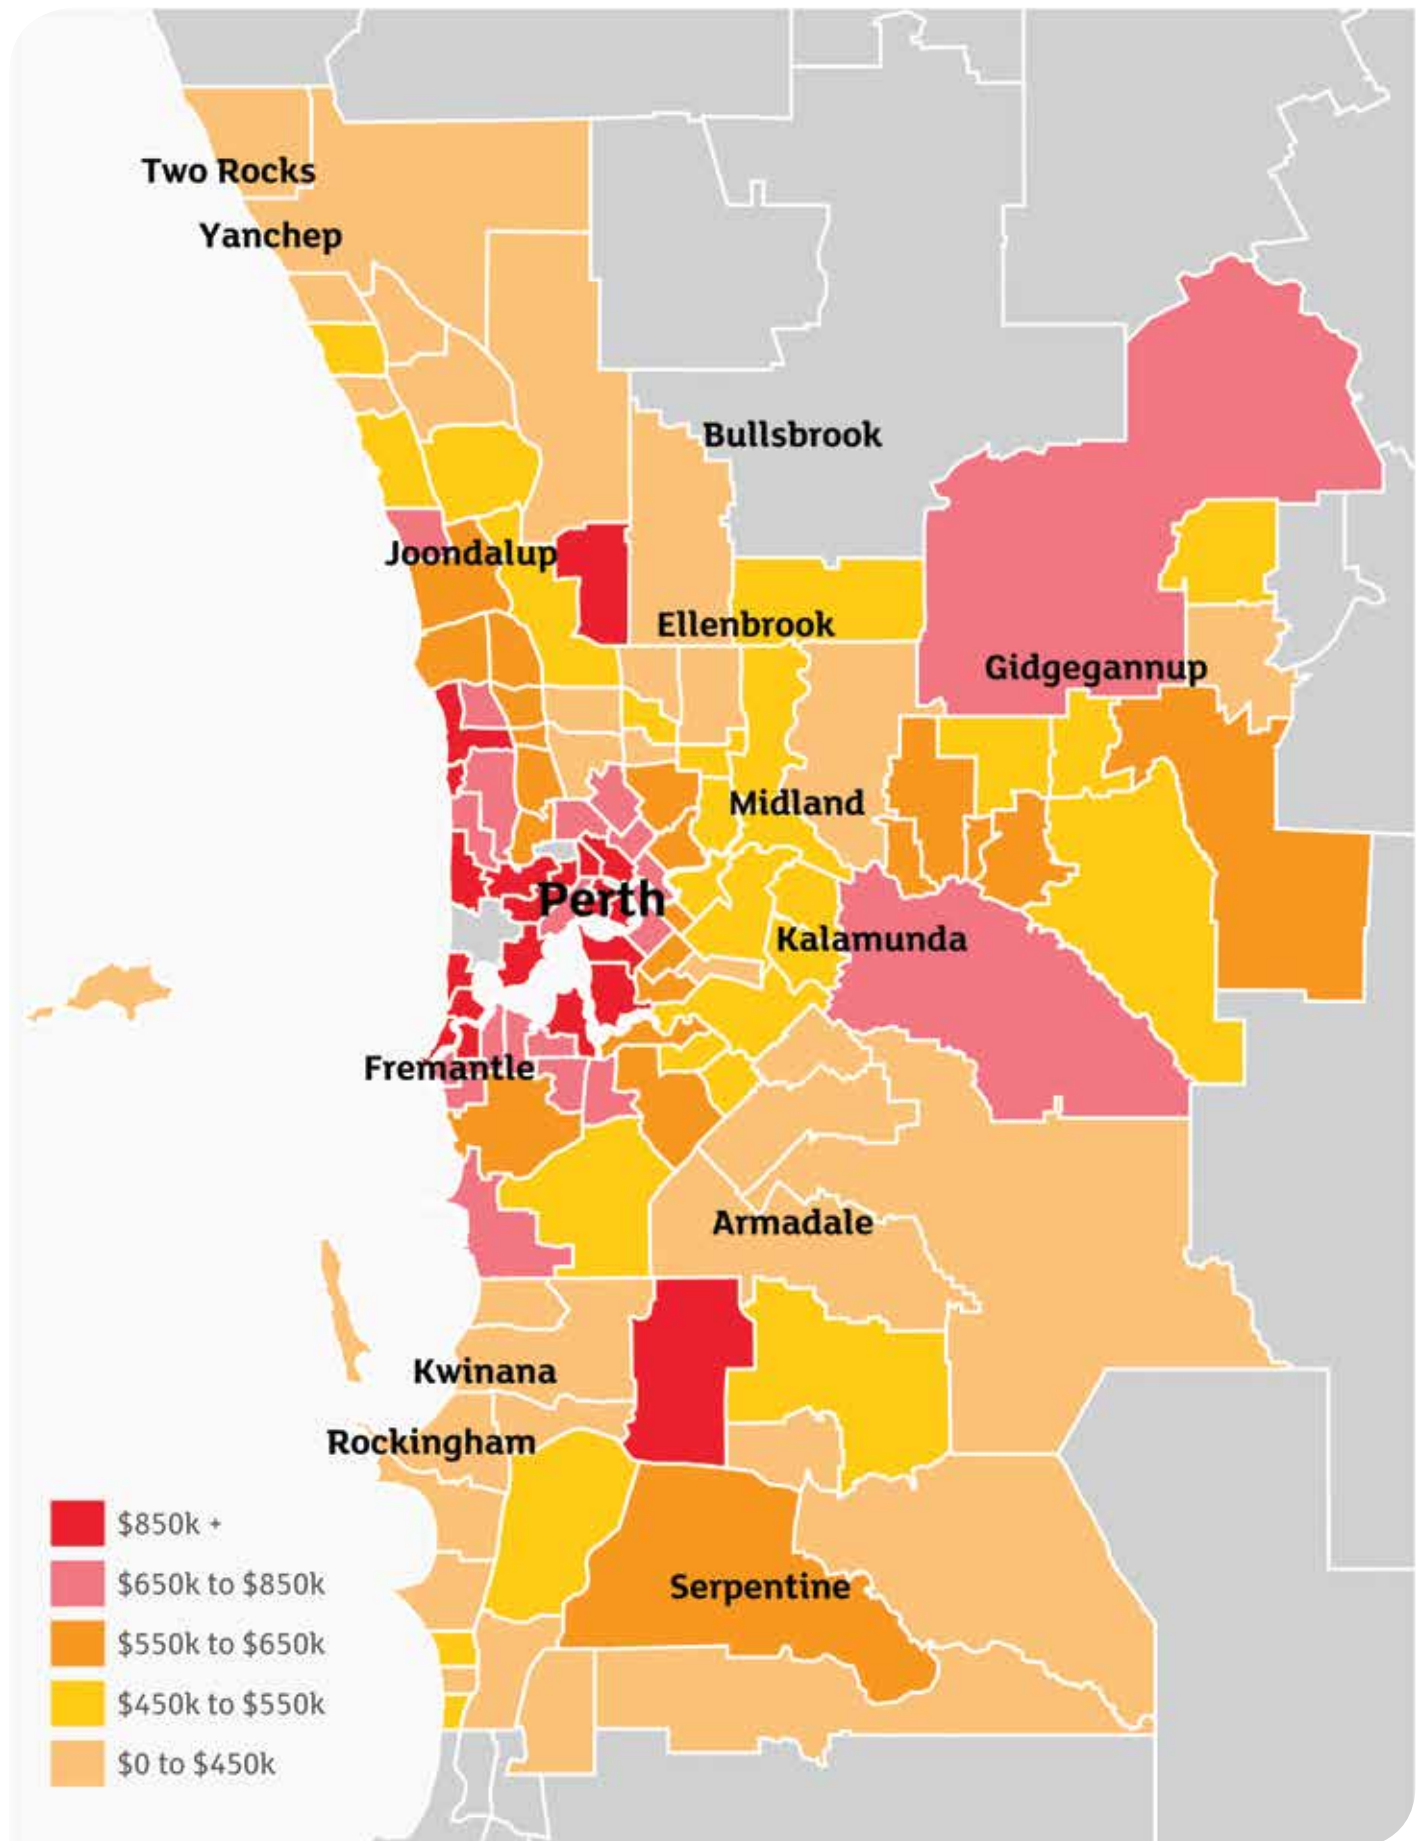 Two Rocks
Yanchep
Bullsbrook
Joondalup
Ellenbrook
Gidgegannup
Midland
Perth
Kalamunda
Fremantle
Armadale
Kwinana
Rockingham
Serpentine
$850k +
$650k to $850k
$550k to $650k
$450k to $550k
$0 to $450k